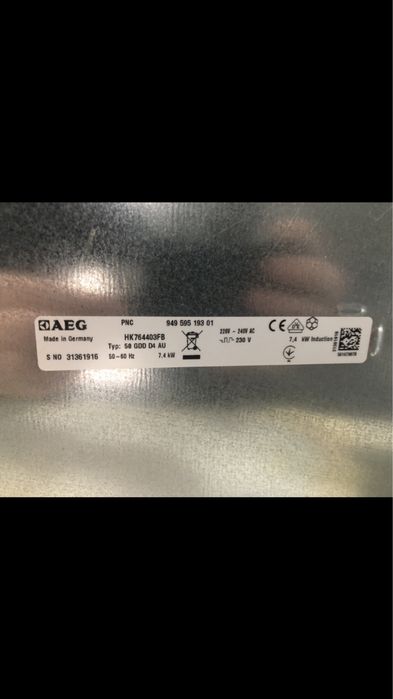 AEG
PNC 949 595 193 01
Made in Germany
HK764403FB
Typ: 58 GDD D4 AU
S NO 31361916
50-60 Hz 7.4 kW
220V - 240V AC
230 V
CE
7,4 kW Induction